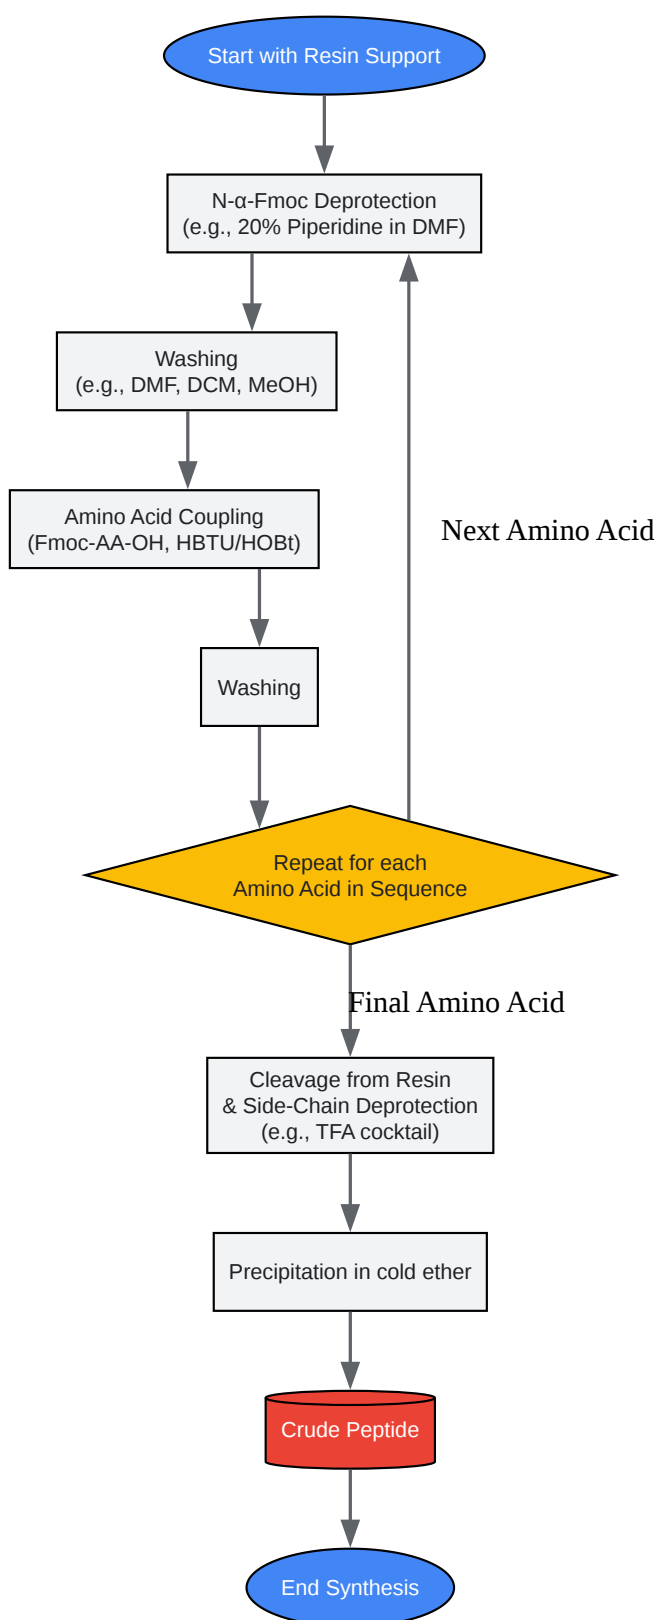 Start with Resin Support
N-α-Fmoc Deprotection
(e.g., 20% Piperidine in DMF)
Washing
(e.g., DMF, DCM, MeOH)
Amino Acid Coupling
(Fmoc-AA-OH, HBTU/HOBt)
Next Amino Acid
Washing
Repeat for each
Amino Acid in Sequence
Final Amino Acid
Cleavage from Resin
& Side-Chain Deprotection
(e.g., TFA cocktail)
Precipitation in cold ether
Crude Peptide
End Synthesis